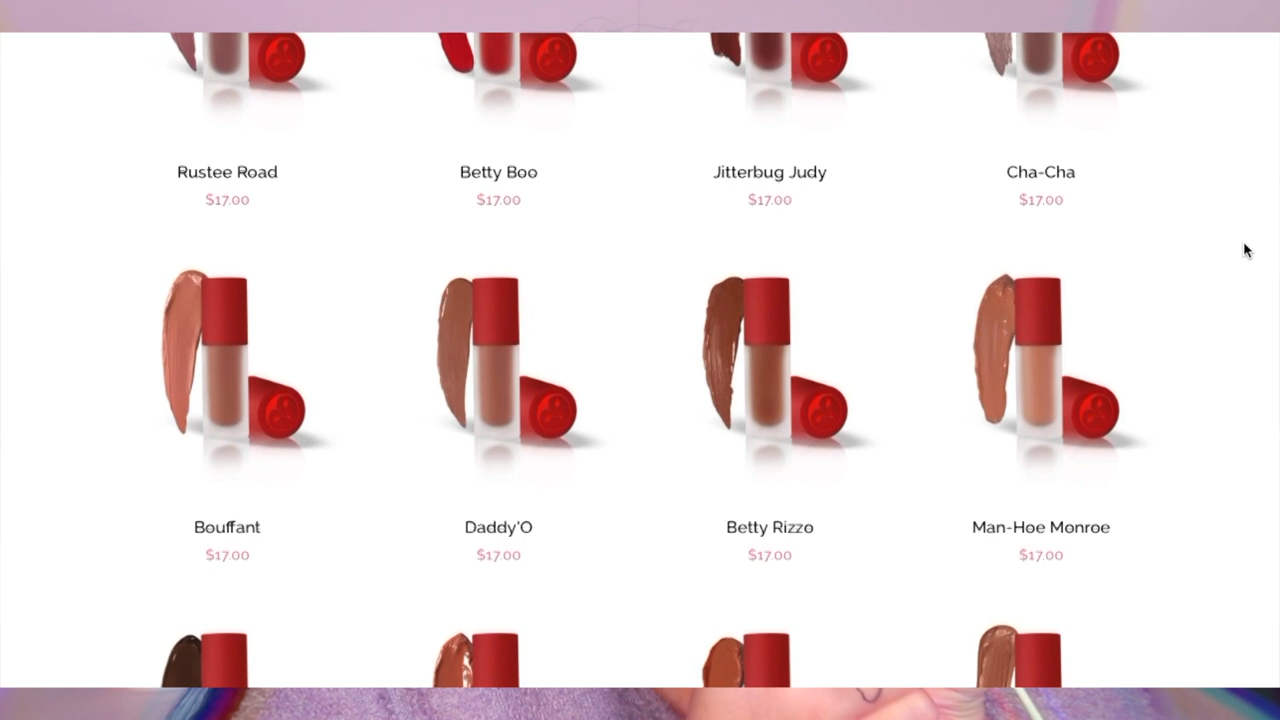 Rustee Road
Betty Boo
Jitterbug Judy
Cha-Cha
$17.00
$17.00
$17.00
$17.00
Bouffant
Daddy'O
Betty Rizzo
Man-Hoe Monroe
$17.00
$17.00
$17.00
$17.00